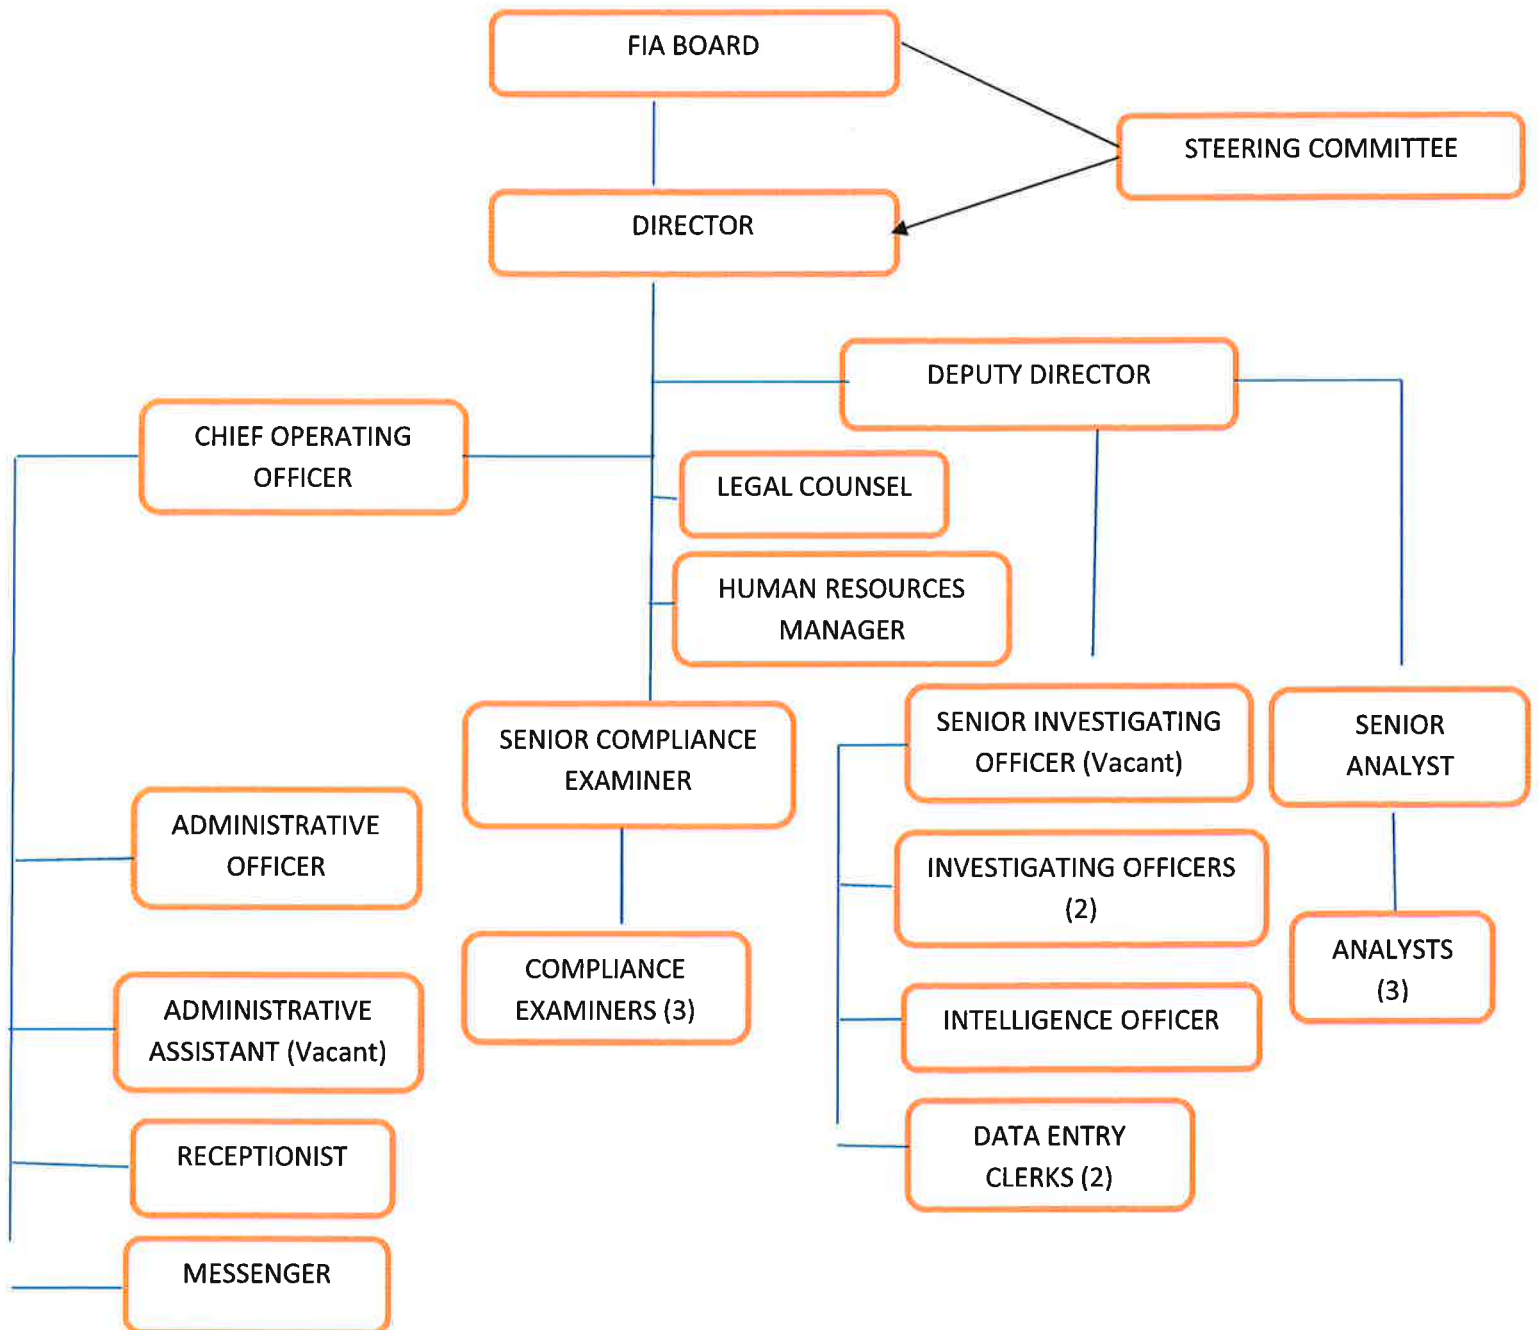 FIA BOARD
STEERING COMMITTEE
DIRECTOR
DEPUTY DIRECTOR
CHIEF OPERATING
OFFICER
LEGAL COUNSEL
HUMAN RESOURCES
MANAGER
SENIOR COMPLIANCE
EXAMINER
SENIOR INVESTIGATING
OFFICER (Vacant)
SENIOR
ANALYST
ADMINISTRATIVE
OFFICER
INVESTIGATING OFFICERS
(2)
COMPLIANCE
EXAMINERS (3)
ANALYSTS
(3)
ADMINISTRATIVE
ASSISTANT (Vacant)
INTELLIGENCE OFFICER
RECEPTIONIST
DATA ENTRY
CLERKS (2)
MESSENGER